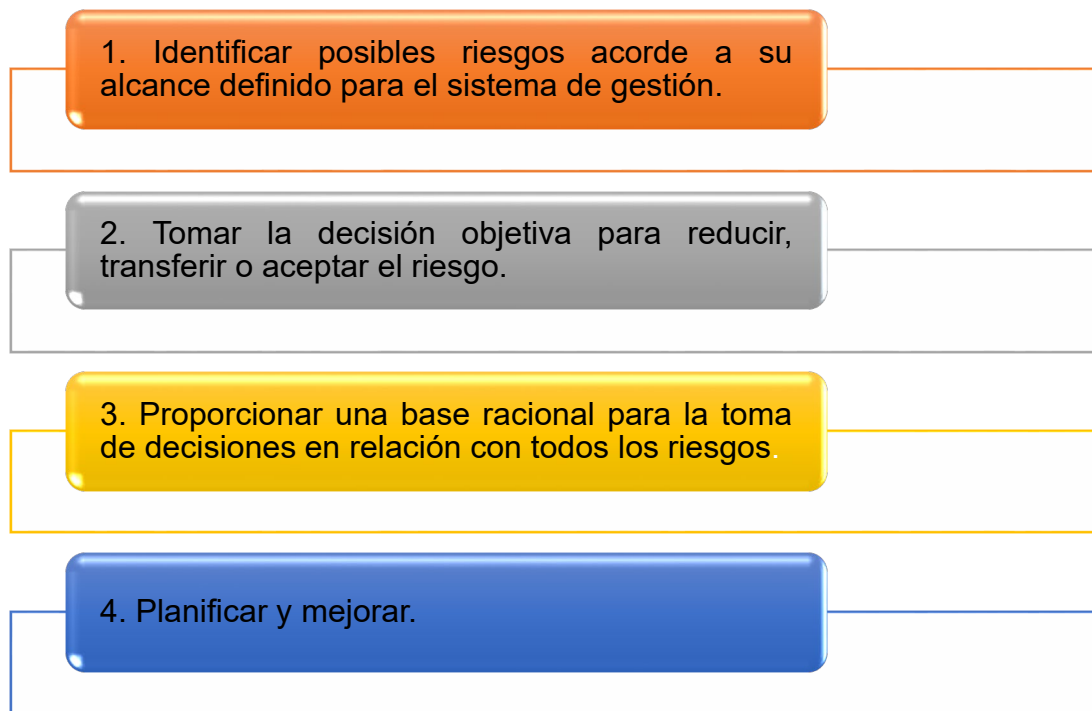 1. Identificar posibles riesgos acorde a su
alcance definido para el sistema de gestión.
2. Tomar la decisión objetiva para reducir,
transferir o aceptar el riesgo.
3. Proporcionar una base racional para la toma
de decisiones en relación con todos los riesgos.
4. Planificar y mejorar.